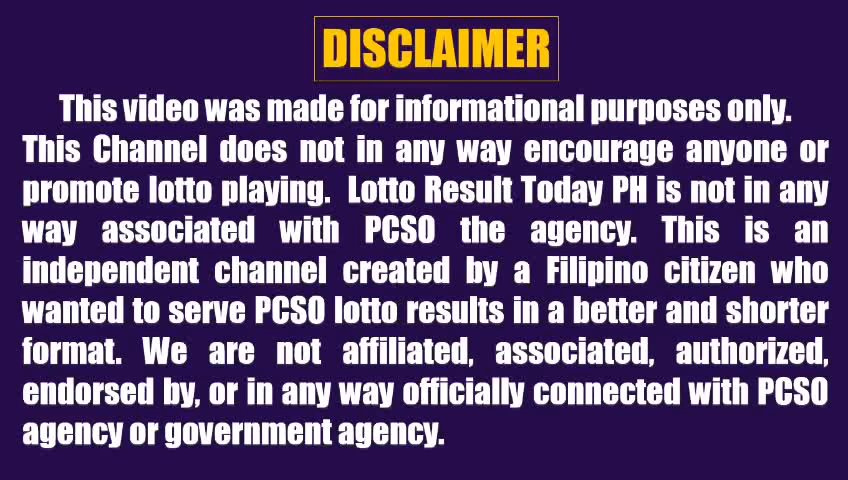 DISCLAIMER
This video was made for informational purposes only.
This Channel does not in any way encourage anyone or
promote lotto playing. Lotto Result Today PH is not in any
way associated with PCSO the agency. This is an
independent channel created by a Filipino citizen who
wanted to serve PCSO lotto results in a better and shorter
format. We are not affiliated, associated, authorized,
endorsed by, or in any way officially connected with PCSO
agency or government agency.